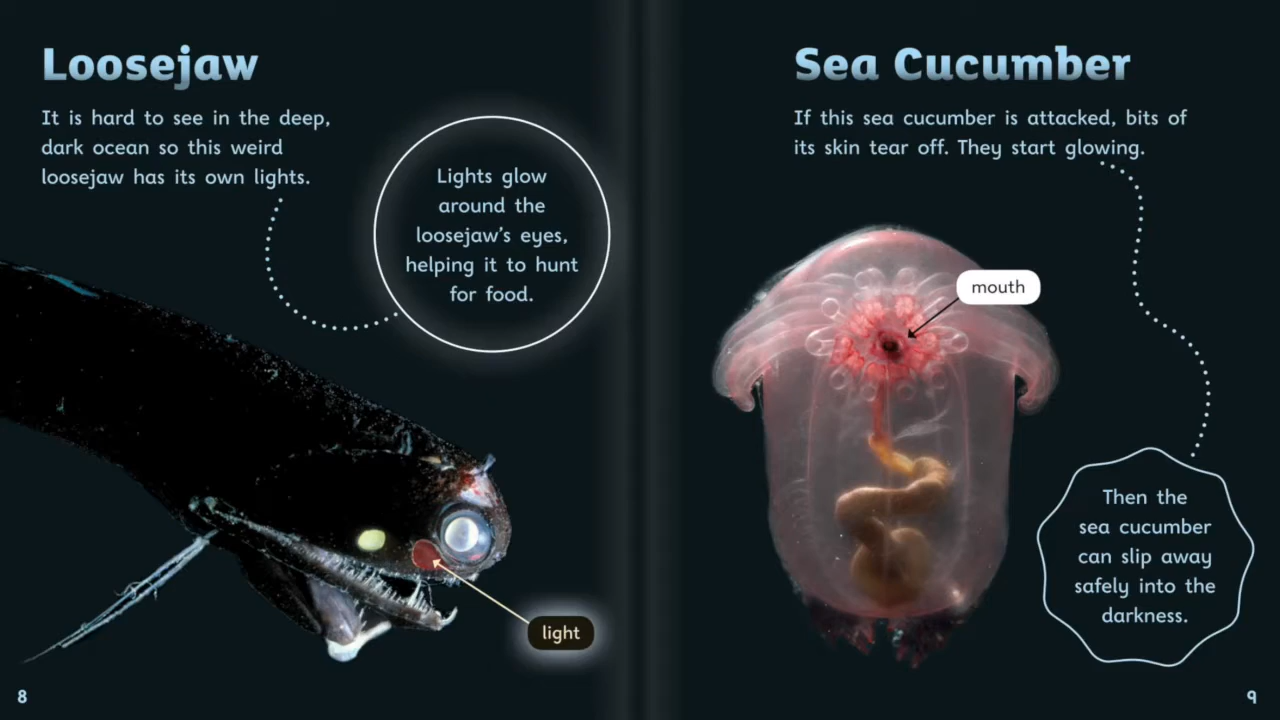 Loosejaw
It is hard to see in the deep,
dark ocean so this weird
loosejaw has its own lights.
Lights glow
around the
loosejaw's eyes,
helping it to hunt
for food.
light
8
Sea Cucumber
If this sea cucumber is attacked, bits of
its skin tear off. They start glowing.
mouth
Then the
sea cucumber
can slip away
safely into the
darkness.
9